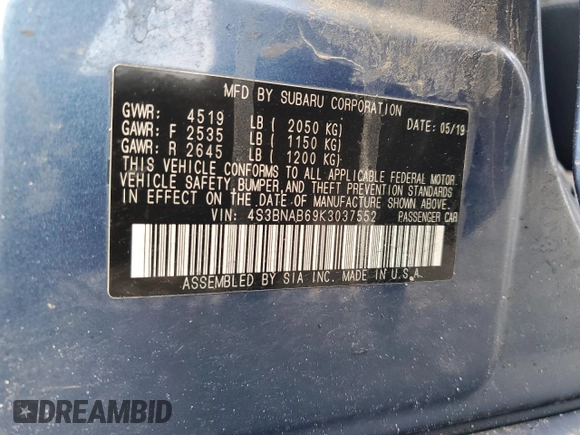 MFD BY SUBARU CORPORATION
GVWR: 4519 LB ( 2050 KG) DATE: 05/19
GAWR: F 2535 LB ( 1150 KG)
GAWR: R 2645 LB ( 1200 KG)
THIS VEHICLE CONFORMS TO ALL APPLICABLE FEDERAL MOTOR
VEHICLE SAFETY, BUMPER, AND THEFT PREVENTION STANDARDS
IN EFFECT ON THE DATE OF MANUFACTURE SHOWN ABOVE.
VIN: 4S3BNAB69K3037552 PASSENGER CAR
ASSEMBLED BY SIA INC. MADE IN U.S.A.
DREAMBID